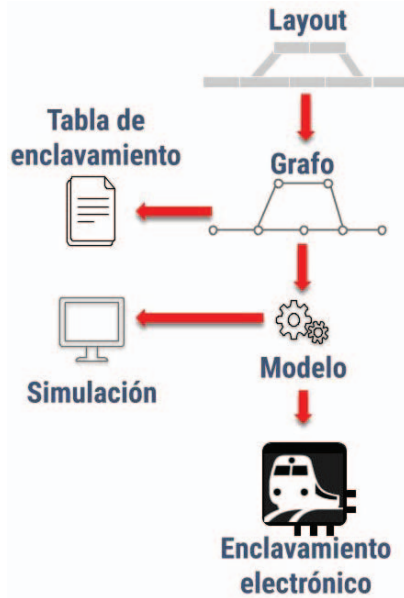 Layout
Tabla de
enclavamiento
Grafo
Simulación
Modelo
Enclavamiento
electrónico